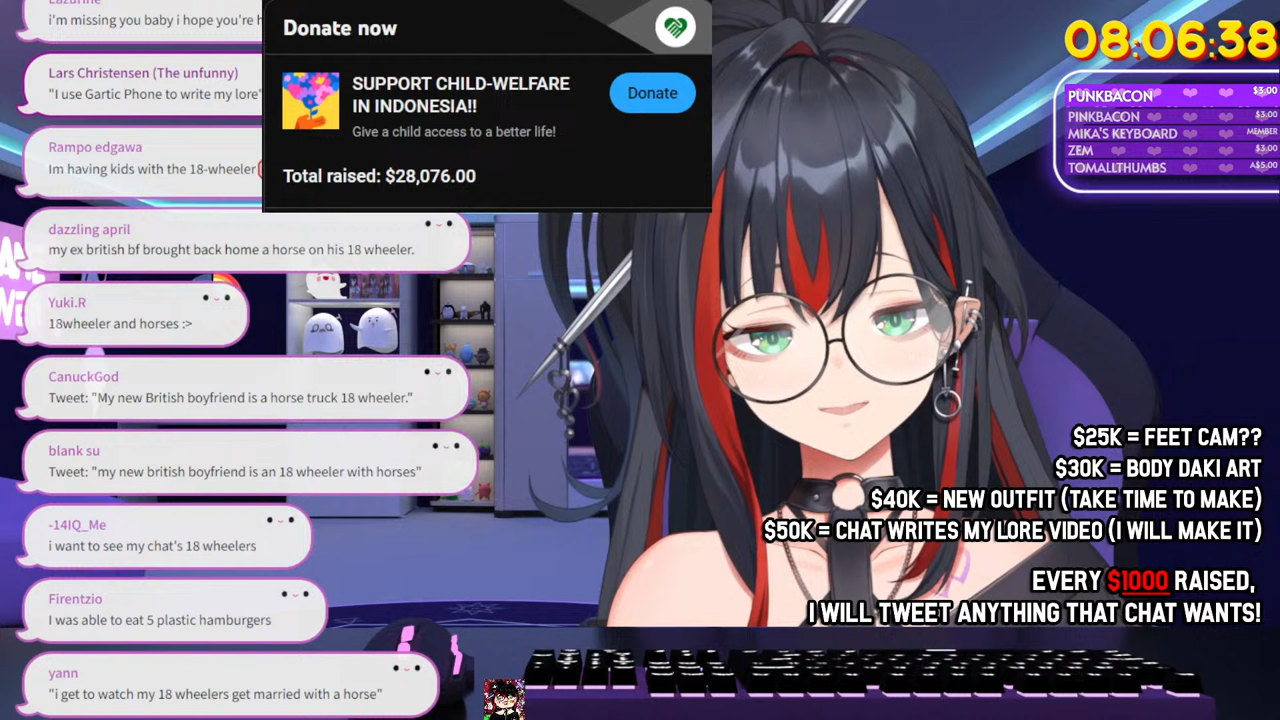 Lazurine
i'm missing you baby i hope you're h
Lars Christensen (The unfunny)
"I use Gartic Phone to write my lore"
Rampo edgawa
Im having kids with the 18-wheeler
dazzling april
my ex british bf brought back home a horse on his 18 wheeler.
Yuki.R
18wheeler and horses :>
CanuckGod
Tweet: "My new British boyfriend is a horse truck 18 wheeler."
blank su
Tweet: "my new british boyfriend is an 18 wheeler with horses"
-14IQ_Me
i want to see my chat's 18 wheelers
Firentzio
I was able to eat 5 plastic hamburgers
yann
"i get to watch my 18 wheelers get married with a horse"
Donate now
SUPPORT CHILD-WELFARE
IN INDONESIA!!
Give a child access to a better life!
Donate
Total raised: $28,076.00
08:06:38
PUNKBACON $3.00
PINKBACON $3.00
MIKA'S KEYBOARD MEMBER
ZEM $3.00
TOMALLTHUMBS A$5.00
$25K = FEET CAM??
$30K = BODY DAKI ART
$40K = NEW OUTFIT (TAKE TIME TO MAKE)
$50K = CHAT WRITES MY LORE VIDEO (I WILL MAKE IT)
EVERY $1000 RAISED,
I WILL TWEET ANYTHING THAT CHAT WANTS!